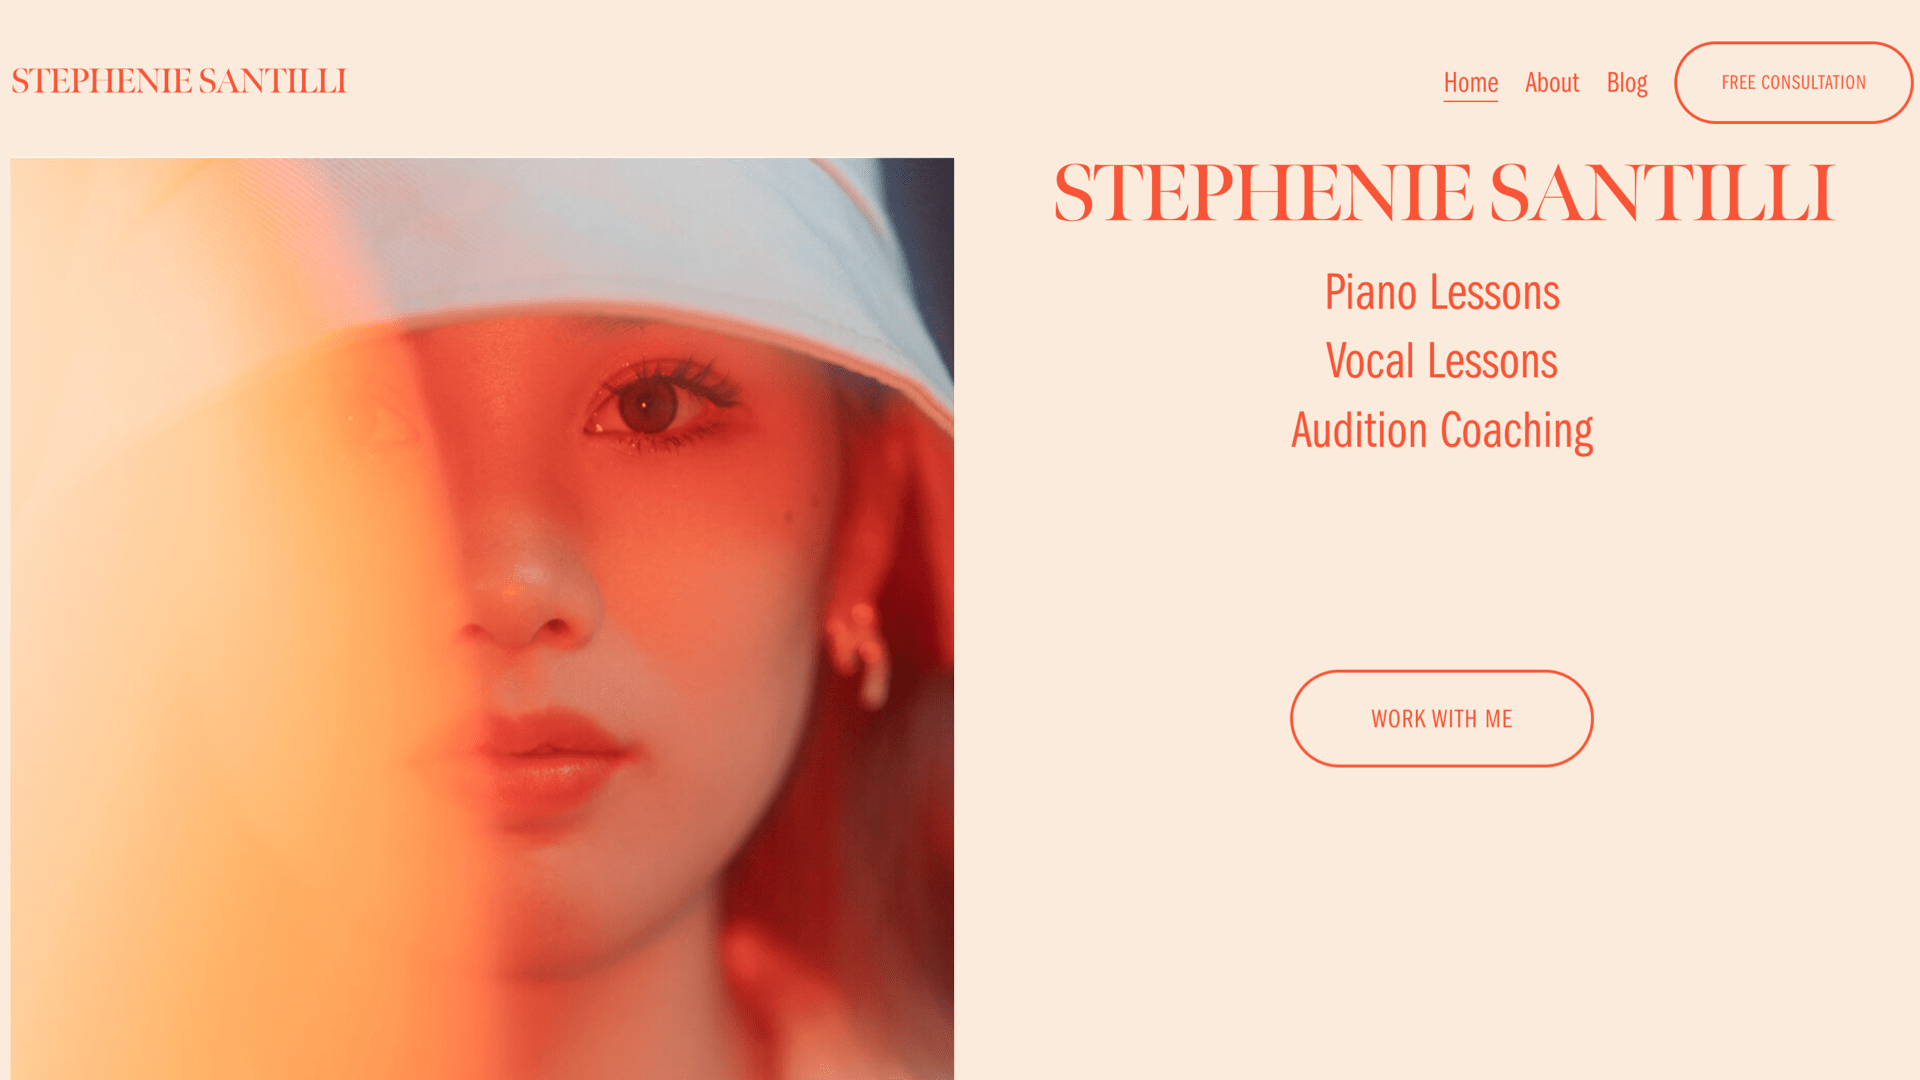 STEPHENIE SANTILLI
Home About Blog FREE CONSULTATION
STEPHENIE SANTILLI
Piano Lessons
Vocal Lessons
Audition Coaching
WORK WITH ME